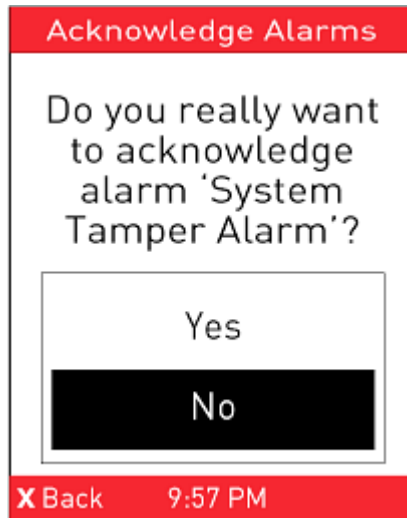 Acknowledge Alarms
Do you really want
to acknowledge
alarm ‘System
Tamper Alarm’?
Yes
No
X Back 9:57 PM